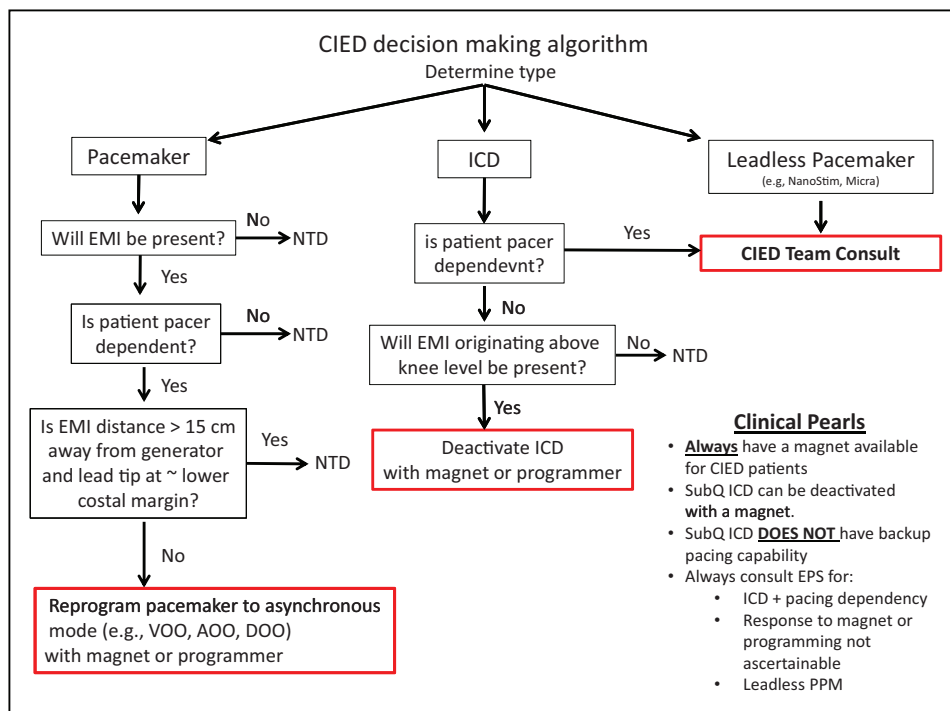 CIED decision making algorithm
Determine type
Pacemaker
ICD
Leadless Pacemaker
(e.g, NanoStim, Micra)
Will EMI be present?
No
NTD
Yes
Is patient pacer
dependent?
No
NTD
Yes
Is EMI distance > 15 cm
away from generator
and lead tip at ~ lower
costal margin?
Yes
NTD
No
Reprogram pacemaker to asynchronous
mode (e.g., VOO, AOO, DOO)
with magnet or programmer
is patient pacer
dependevnt?
Yes
CIED Team Consult
No
Will EMI originating above
knee level be present?
No
NTD
Yes
Deactivate ICD
with magnet or programmer
Clinical Pearls
• Always have a magnet available
for CIED patients
• SubQ ICD can be deactivated
with a magnet.
• SubQ ICD DOES NOT have backup
pacing capability
• Always consult EPS for:
• ICD + pacing dependency
• Response to magnet or
programming not
ascertainable
• Leadless PPM